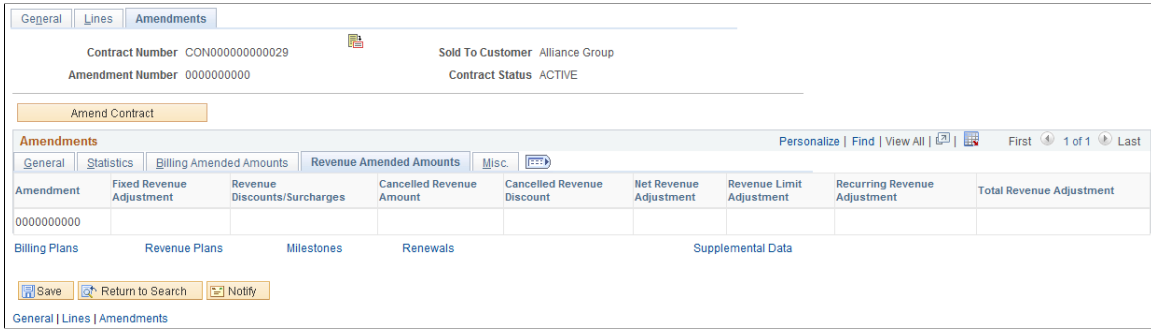 General Lines Amendments
Contract Number CON000000000029 Sold To Customer Alliance Group
Amendment Number 0000000000 Contract Status ACTIVE
Amend Contract
Amendments Personalize | Find | View All | | First 1 of 1 Last
General Statistics Billing Amended Amounts Revenue Amended Amounts Misc.
Amendment Fixed Revenue Adjustment Revenue Discounts/Surcharges Cancelled Revenue Amount Cancelled Revenue Discount Net Revenue Adjustment Revenue Limit Adjustment Recurring Revenue Adjustment Total Revenue Adjustment
0000000000
Billing Plans Revenue Plans Milestones Renewals Supplemental Data
Save Return to Search Notify
General | Lines | Amendments